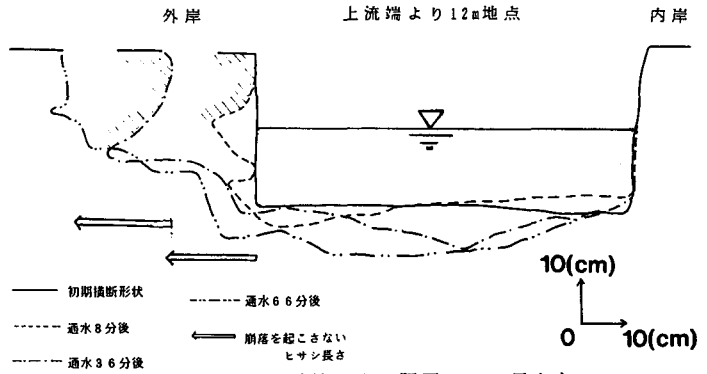 外岸
上流端より12m地点
内岸
初期横断形状
通水8分後
通水36分後
通水66分後
崩落を起こさない
ヒサシ長さ
10(cm)
0
10(cm)